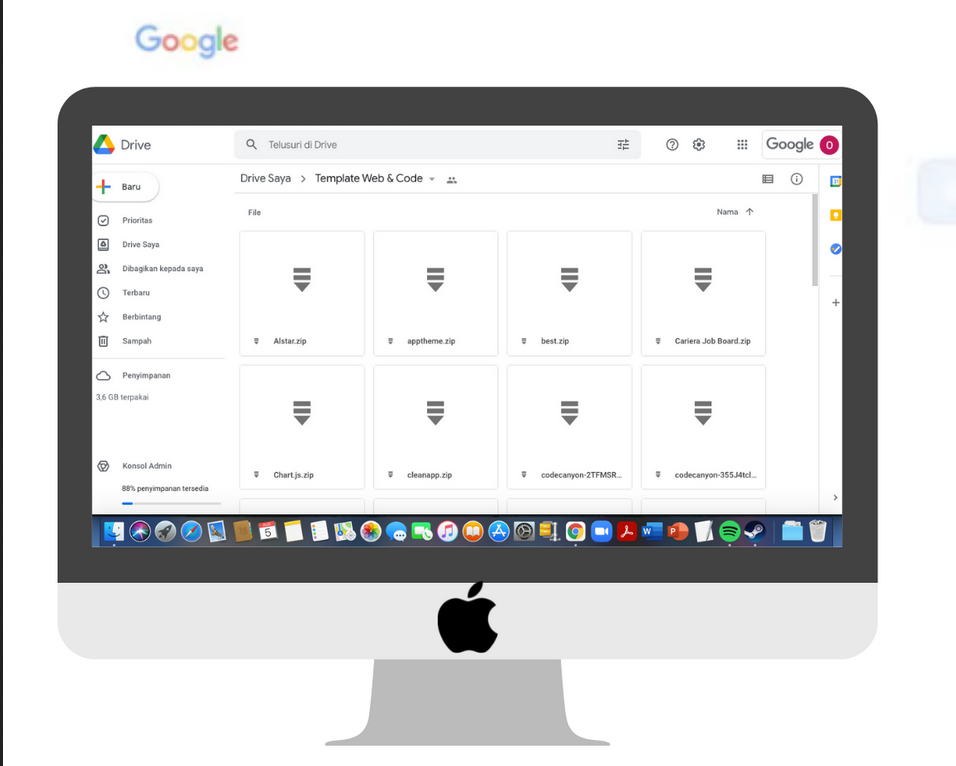 Google
Drive
Telusuri di Drive
Google O
Baru
Drive Saya > Template Web & Code
File
Nama
Prioritas
Drive Saya
Dibagikan kepada saya
Terbaru
Berbintang
Sampah
Penyimpanan
3,6 GB terpakai
Konsol Admin
88% penyimpanan tersedia
Alstar.zip
apptheme.zip
best.zip
Cariera Job Board.zip
Chart.js.zip
cleanapp.zip
codecanyon-2TFMSR...
codecanyon-355J4tcl...
5